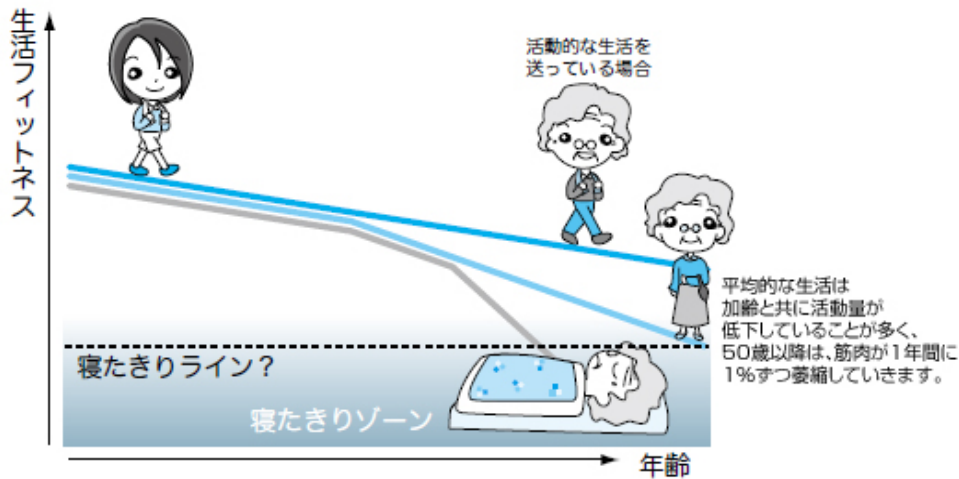 生活フィットネス
活動的な生活を
送っている場合
平均的な生活は
加齢と共に活動量が
低下していることが多く、
50歳以降は、筋肉が1年間に
1%ずつ萎縮していきます。
寝たきりライン？
寝たきりゾーン
年齢